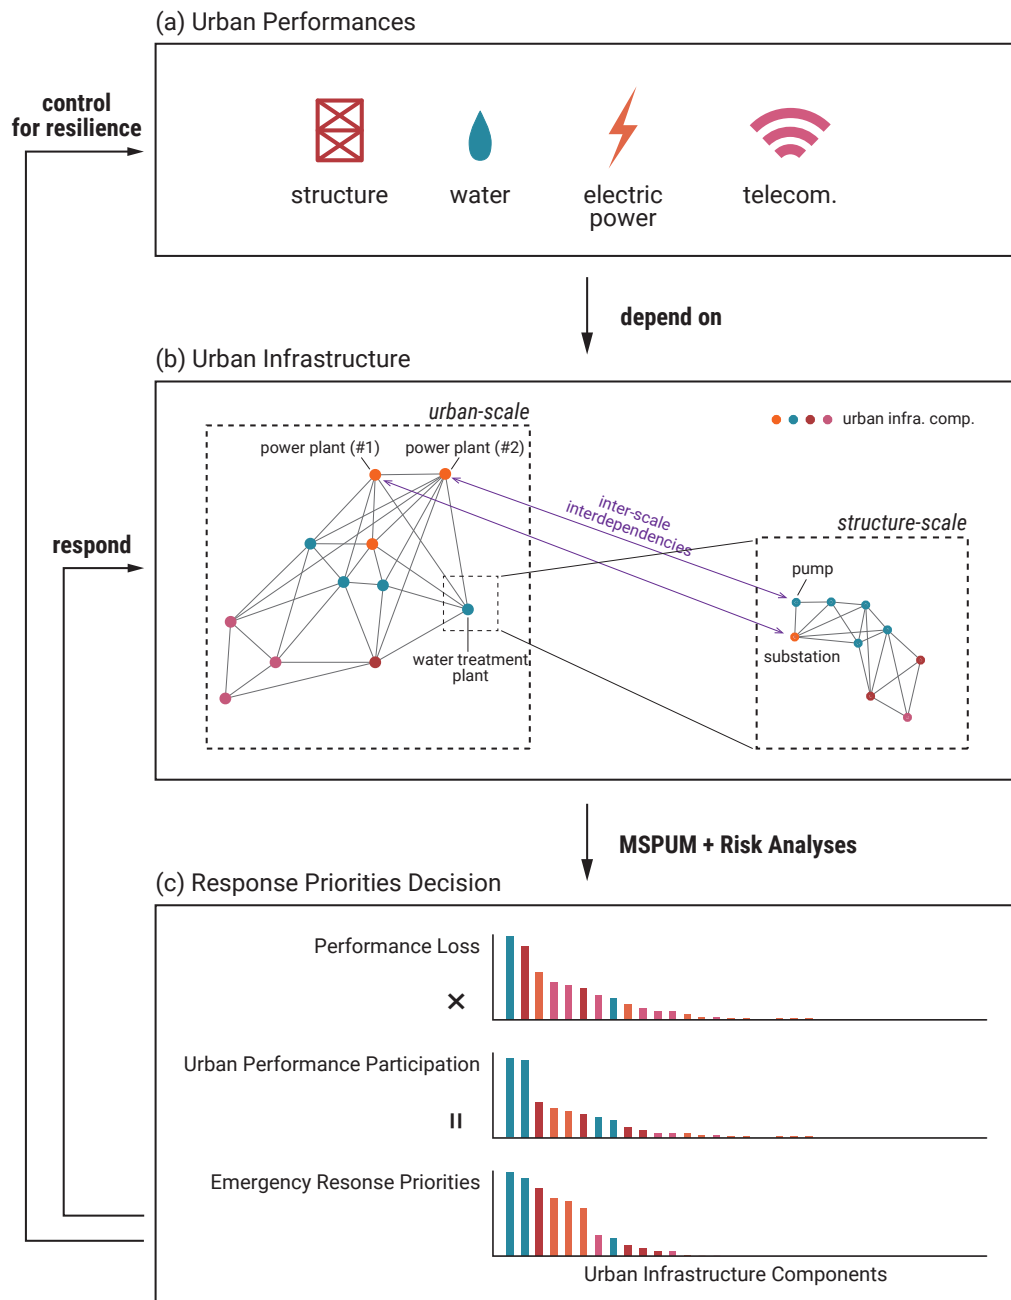 (a) Urban Performances
control
for resilience
structure
water
electric
power
telecom.
depend on
(b) Urban Infrastructure
urban-scale
urban infra. comp.
power plant (#1)
power plant (#2)
inter-scale
interdependencies
structure-scale
respond
pump
substation
water treatment
plant
MSPUM + Risk Analyses
(c) Response Priorities Decision
Performance Loss
×
Urban Performance Participation
=
Emergency Resonse Priorities
Urban Infrastructure Components